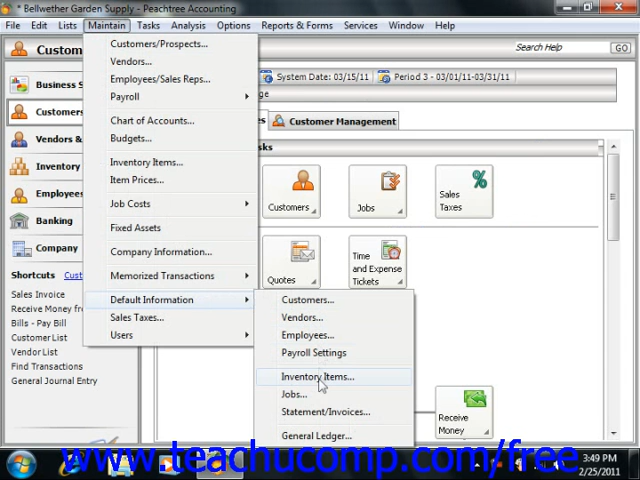 * Bellwether Garden Supply - Peachtree Accounting
File Edit Lists Maintain Tasks Analysis Options Reports & Forms Services Window Help
Custom
Search Help GO
System Date: 03/15/11 Period 3 - 03/01/11-03/31/11
Business S
Customers
Vendors &
Inventory
Employees
Banking
Company
Shortcuts Cust
Sales Invoice
Receive Money fr
Bills - Pay Bill
Customer List
Vendor List
Find Transactions
General Journal Entry
Customers/Prospects...
Vendors...
Employees/Sales Reps...
Payroll
Chart of Accounts...
Budgets...
Inventory Items...
Item Prices...
Job Costs
Fixed Assets
Company Information...
Memorized Transactions
Default Information
Sales Taxes...
Users
Customers...
Vendors...
Employees...
Payroll Settings
Inventory Items...
Jobs...
Statement/Invoices...
General Ledger...
ge
es Customer Management
sks
Customers
Jobs
Sales
Taxes
Quotes
Time
and Expense
Tickets
Receive
Money
www.teachucomp.com/free
3:49 PM
2/25/2011